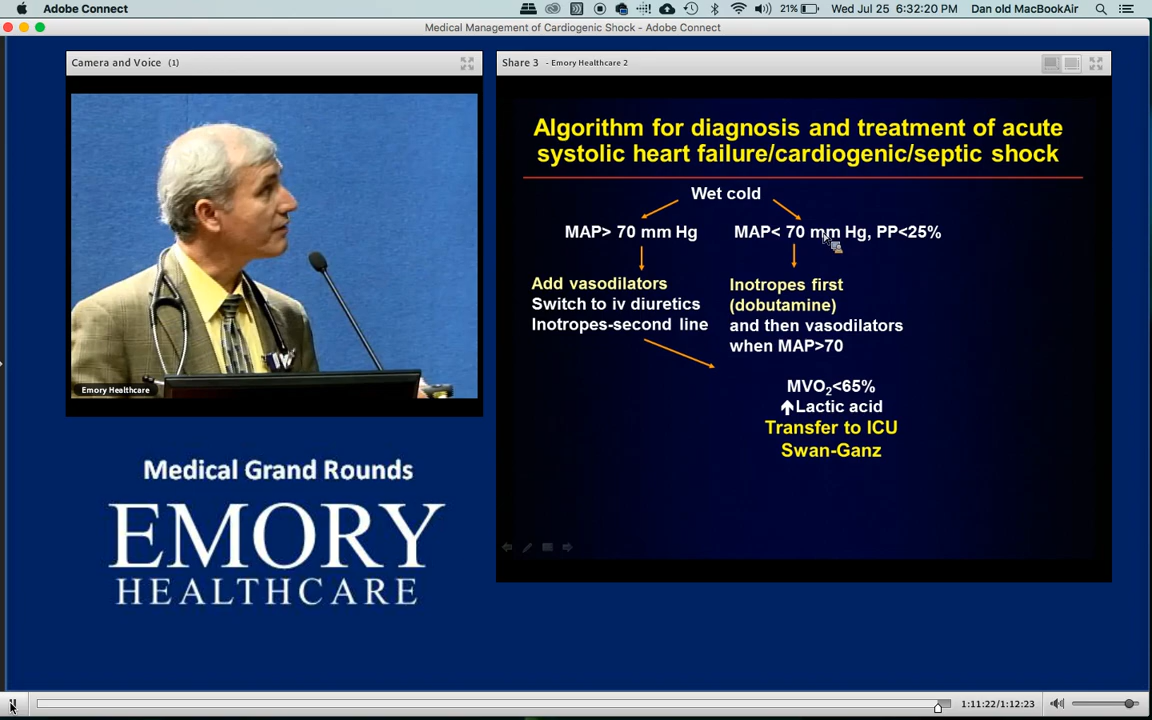 Adobe Connect
21%
Wed Jul 25 6:32:20 PM
Dan old MacBookAir
Medical Management of Cardiogenic Shock - Adobe Connect
Camera and Voice (1)
Share 3 - Emory Healthcare 2
Algorithm for diagnosis and treatment of acute
systolic heart failure/cardiogenic/septic shock
Wet cold
MAP> 70 mm Hg
MAP< 70 mm Hg, PP<25%
Add vasodilators
Switch to iv diuretics
Inotropes-second line
Inotropes first
(dobutamine)
and then vasodilators
when MAP>70
MVO₂<65%
↑Lactic acid
Transfer to ICU
Swan-Ganz
Emory Healthcare
Medical Grand Rounds
EMORY
HEALTHCARE
1:11:22/1:12:23